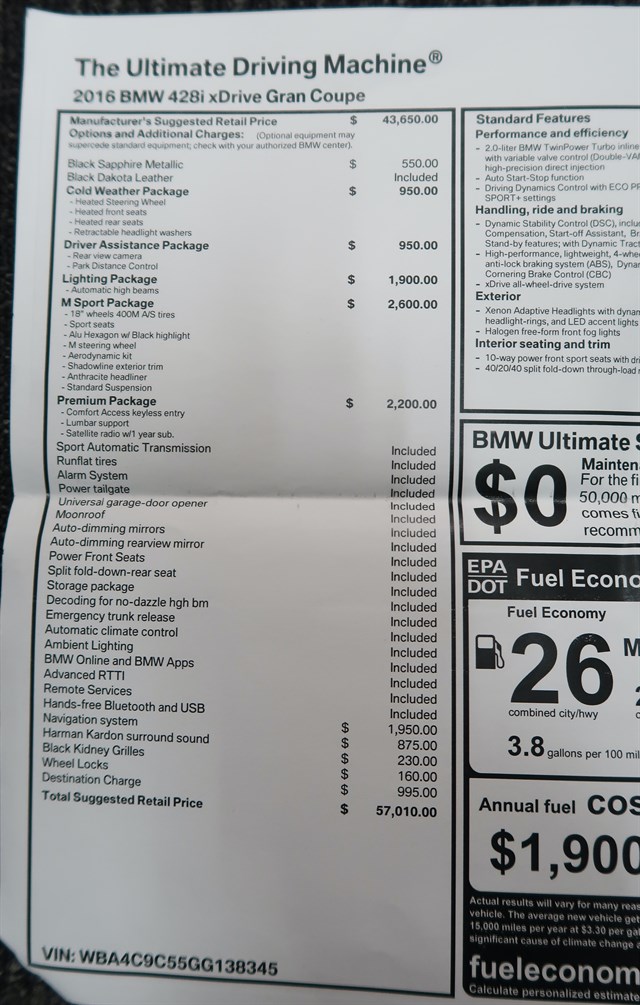 The Ultimate Driving Machine®
2016 BMW 428i xDrive Gran Coupe
Manufacturer's Suggested Retail Price $ 43,650.00
Options and Additional Charges: (Optional equipment may
supercede standard equipment; check with your authorized BMW center).
Black Sapphire Metallic $ 550.00
Black Dakota Leather Included
Cold Weather Package $ 950.00
- Heated Steering Wheel
- Heated front seats
- Heated rear seats
- Retractable headlight washers
Driver Assistance Package $ 950.00
- Rear view camera
- Park Distance Control
Lighting Package $ 1,900.00
- Automatic high beams
M Sport Package $ 2,600.00
- 18" wheels 400M A/S tires
- Sport seats
- Alu Hexagon w/ Black highlight
- M steering wheel
- Aerodynamic kit
- Shadowline exterior trim
- Anthracite headliner
- Standard Suspension
Premium Package $ 2,200.00
- Comfort Access keyless entry
- Lumbar support
- Satellite radio w/1 year sub.
Sport Automatic Transmission Included
Runflat tires Included
Alarm System Included
Power tailgate Included
Universal garage-door opener Included
Moonroof Included
Auto-dimming mirrors Included
Auto-dimming rearview mirror Included
Power Front Seats Included
Split fold-down-rear seat Included
Storage package Included
Decoding for no-dazzle hgh bm Included
Emergency trunk release Included
Automatic climate control Included
Ambient Lighting Included
BMW Online and BMW Apps Included
Advanced RTTI Included
Remote Services Included
Hands-free Bluetooth and USB Included
Navigation system $ 1,950.00
Harman Kardon surround sound $ 875.00
Black Kidney Grilles $ 230.00
Wheel Locks $ 160.00
Destination Charge $ 995.00
Total Suggested Retail Price $ 57,010.00
VIN: WBA4C9C55GG138345
Standard Features
Performance and efficiency
- 2.0-liter BMW TwinPower Turbo inline
with variable valve control (Double-VA
high-precision direct injection
- Auto Start-Stop function
- Driving Dynamics Control with ECO P
SPORT+ settings
Handling, ride and braking
- Dynamic Stability Control (DSC), inclu
Compensation, Start-off Assistant, Br
Stand-by features; with Dynamic Tract
- High-performance, lightweight, 4-whe
anti-lock braking system (ABS), Dynam
Cornering Brake Control (CBC)
- xDrive all-wheel-drive system
Exterior
- Xenon Adaptive Headlights with dynam
headlight-rings, and LED accent lights
- Halogen free-form front fog lights
Interior seating and trim
- 10-way power front sport seats with dri
- 40/20/40 split fold-down through-load
BMW Ultimate
$0
Mainten
For the fi
50,000 m
comes f
recomm
EPA
DOT Fuel Econo
Fuel Economy
26 M
combined city/hwy
3.8 gallons per 100 mil
Annual fuel COS
$1,900
Actual results will vary for many reas
vehicle. The average new vehicle get
15,000 miles per year at $3.30 per gal
significant cause of climate change a
fueleconom
Calculate personalized estimate